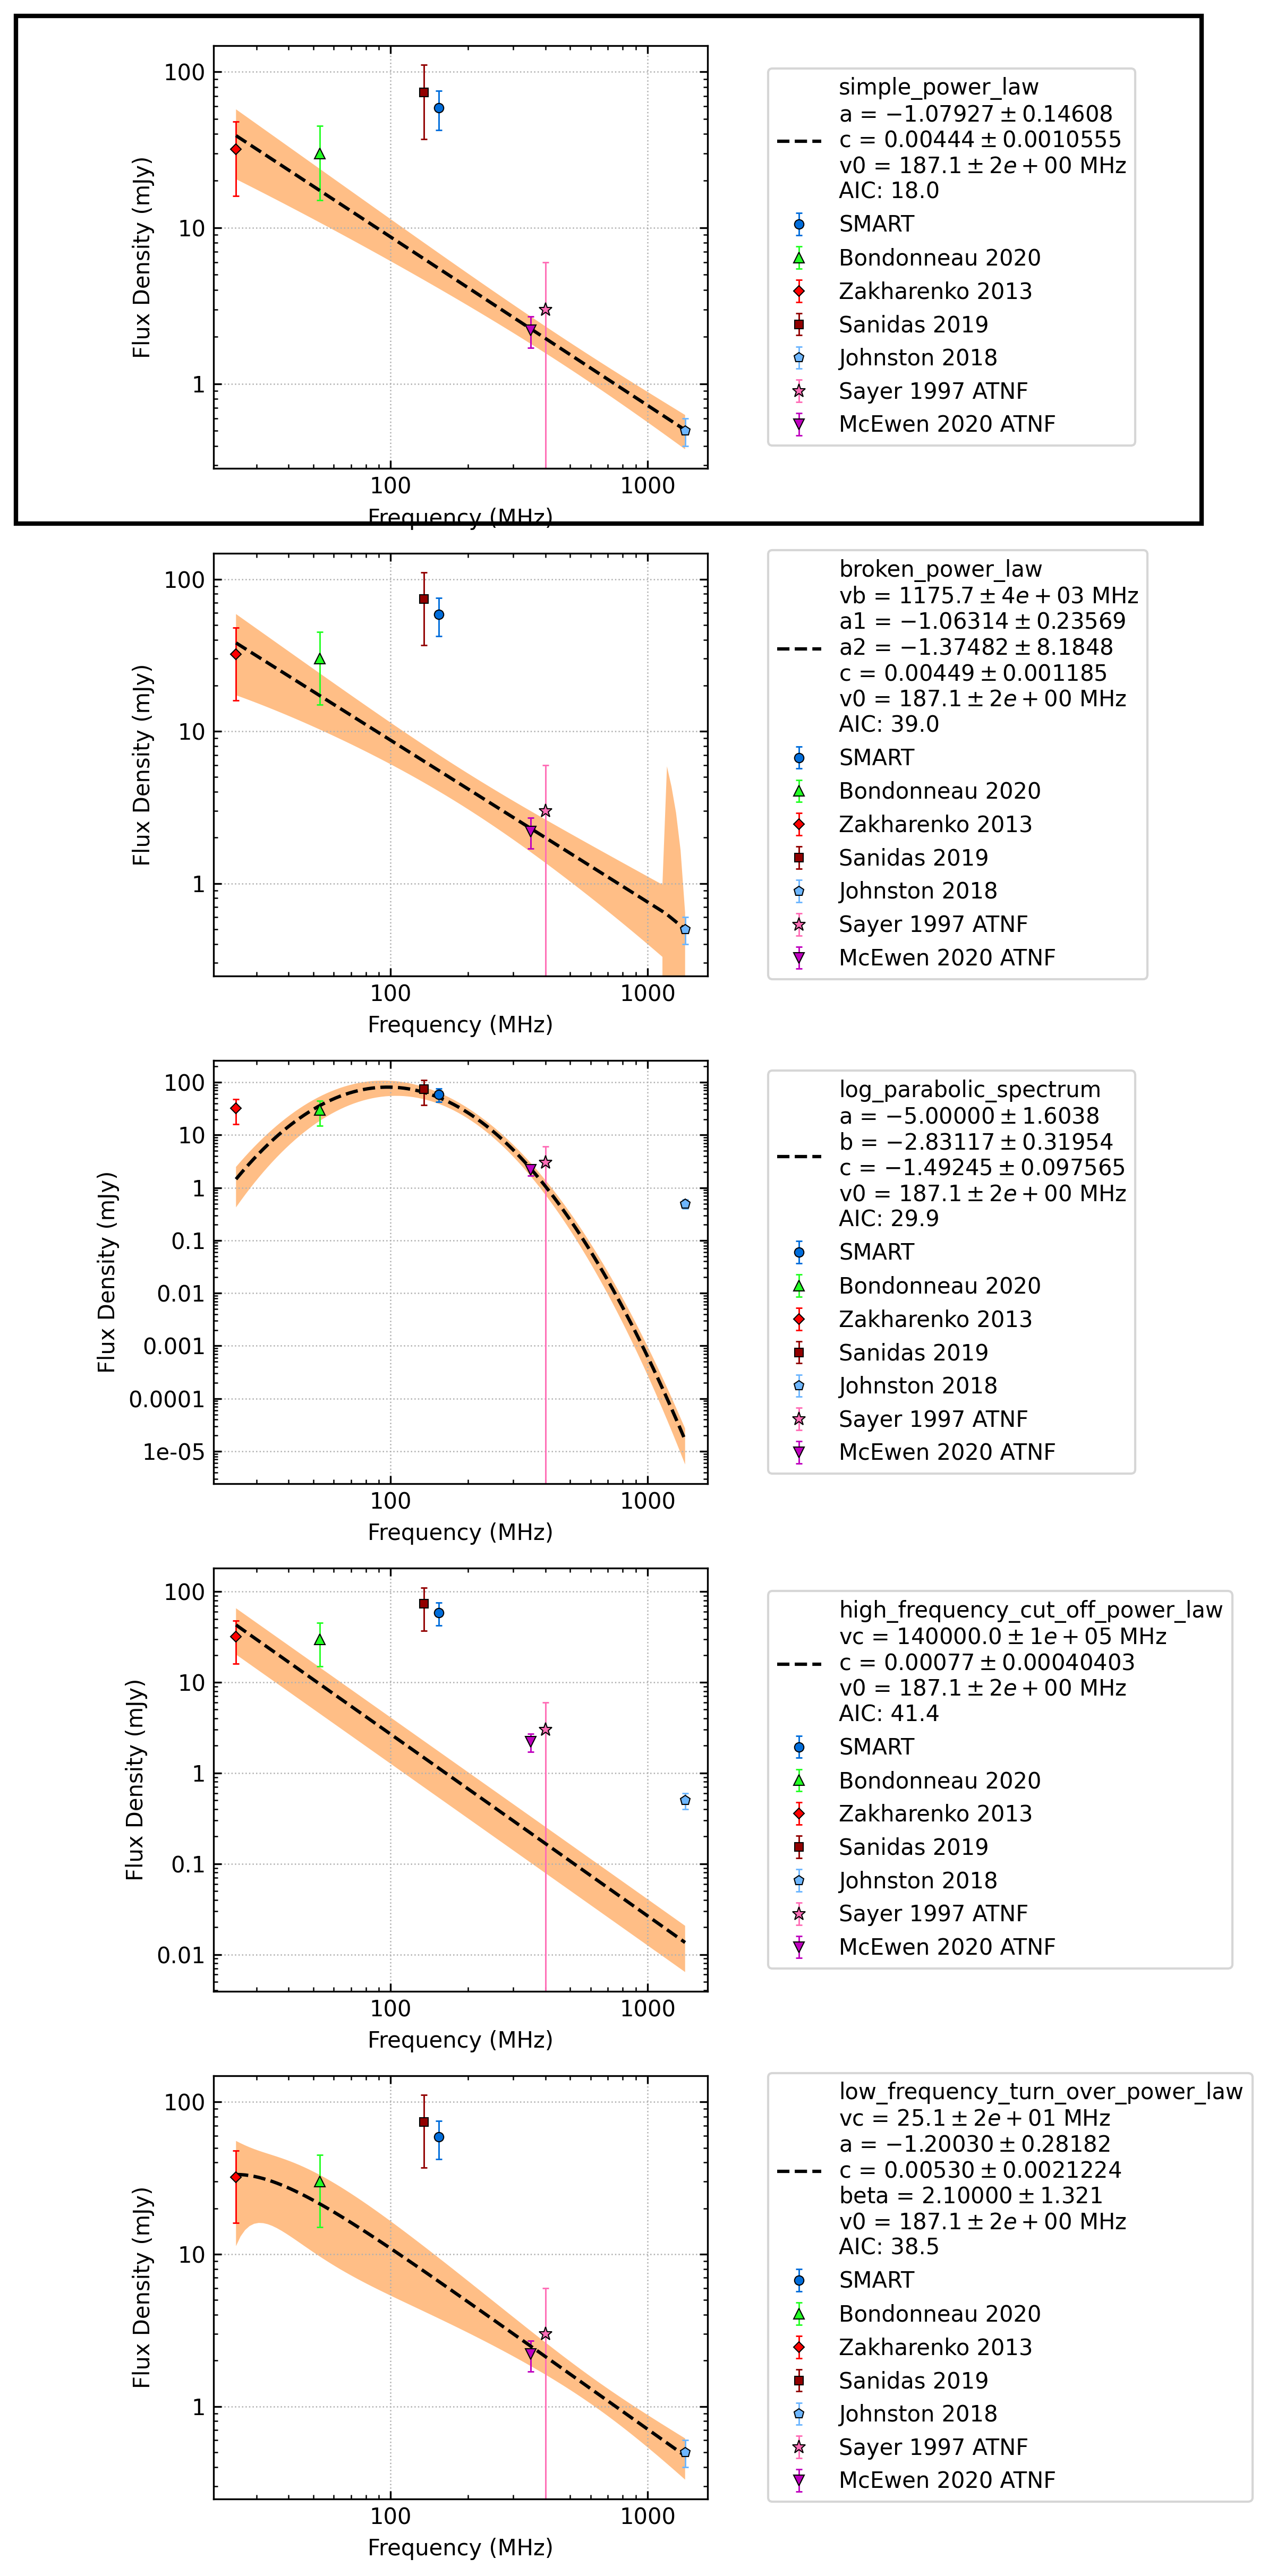 100
10
1
Flux Density (mJy)
100
1000
Frequency (MHz)
simple_power_law
a = −1.07927 ± 0.14608
c = 0.00444 ± 0.0010555
v0 = 187.1 ± 2e + 00 MHz
AIC: 18.0
SMART
Bondonneau 2020
Zakharenko 2013
Sanidas 2019
Johnston 2018
Sayer 1997 ATNF
McEwen 2020 ATNF
100
10
1
Flux Density (mJy)
100
1000
Frequency (MHz)
broken_power_law
vb = 1175.7 ± 4e + 03 MHz
a1 = −1.06314 ± 0.23569
a2 = −1.37482 ± 8.1848
c = 0.00449 ± 0.001185
v0 = 187.1 ± 2e + 00 MHz
AIC: 39.0
SMART
Bondonneau 2020
Zakharenko 2013
Sanidas 2019
Johnston 2018
Sayer 1997 ATNF
McEwen 2020 ATNF
100
10
1
0.1
0.01
0.001
0.0001
1e-05
Flux Density (mJy)
100
1000
Frequency (MHz)
log_parabolic_spectrum
a = −5.00000 ± 1.6038
b = −2.83117 ± 0.31954
c = −1.49245 ± 0.097565
v0 = 187.1 ± 2e + 00 MHz
AIC: 29.9
SMART
Bondonneau 2020
Zakharenko 2013
Sanidas 2019
Johnston 2018
Sayer 1997 ATNF
McEwen 2020 ATNF
100
10
1
0.1
0.01
Flux Density (mJy)
100
1000
Frequency (MHz)
high_frequency_cut_off_power_law
vc = 140000.0 ± 1e + 05 MHz
c = 0.00077 ± 0.00040403
v0 = 187.1 ± 2e + 00 MHz
AIC: 41.4
SMART
Bondonneau 2020
Zakharenko 2013
Sanidas 2019
Johnston 2018
Sayer 1997 ATNF
McEwen 2020 ATNF
100
10
1
Flux Density (mJy)
100
1000
Frequency (MHz)
low_frequency_turn_over_power_law
vc = 25.1 ± 2e + 01 MHz
a = −1.20030 ± 0.28182
c = 0.00530 ± 0.0021224
beta = 2.10000 ± 1.321
v0 = 187.1 ± 2e + 00 MHz
AIC: 38.5
SMART
Bondonneau 2020
Zakharenko 2013
Sanidas 2019
Johnston 2018
Sayer 1997 ATNF
McEwen 2020 ATNF